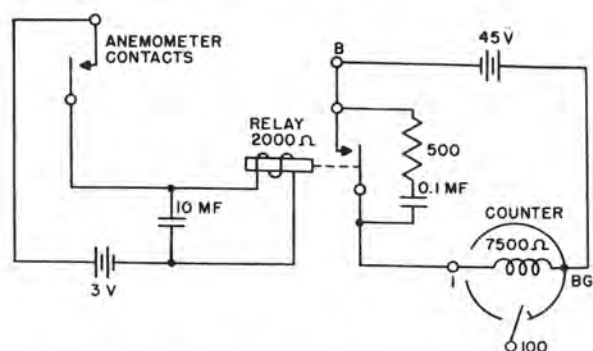 ANEMOMETER
CONTACTS
B
45 V
RELAY
2000 Ω
500
0.1 MF
10 MF
COUNTER
7500 Ω
3 V
1
BG
100